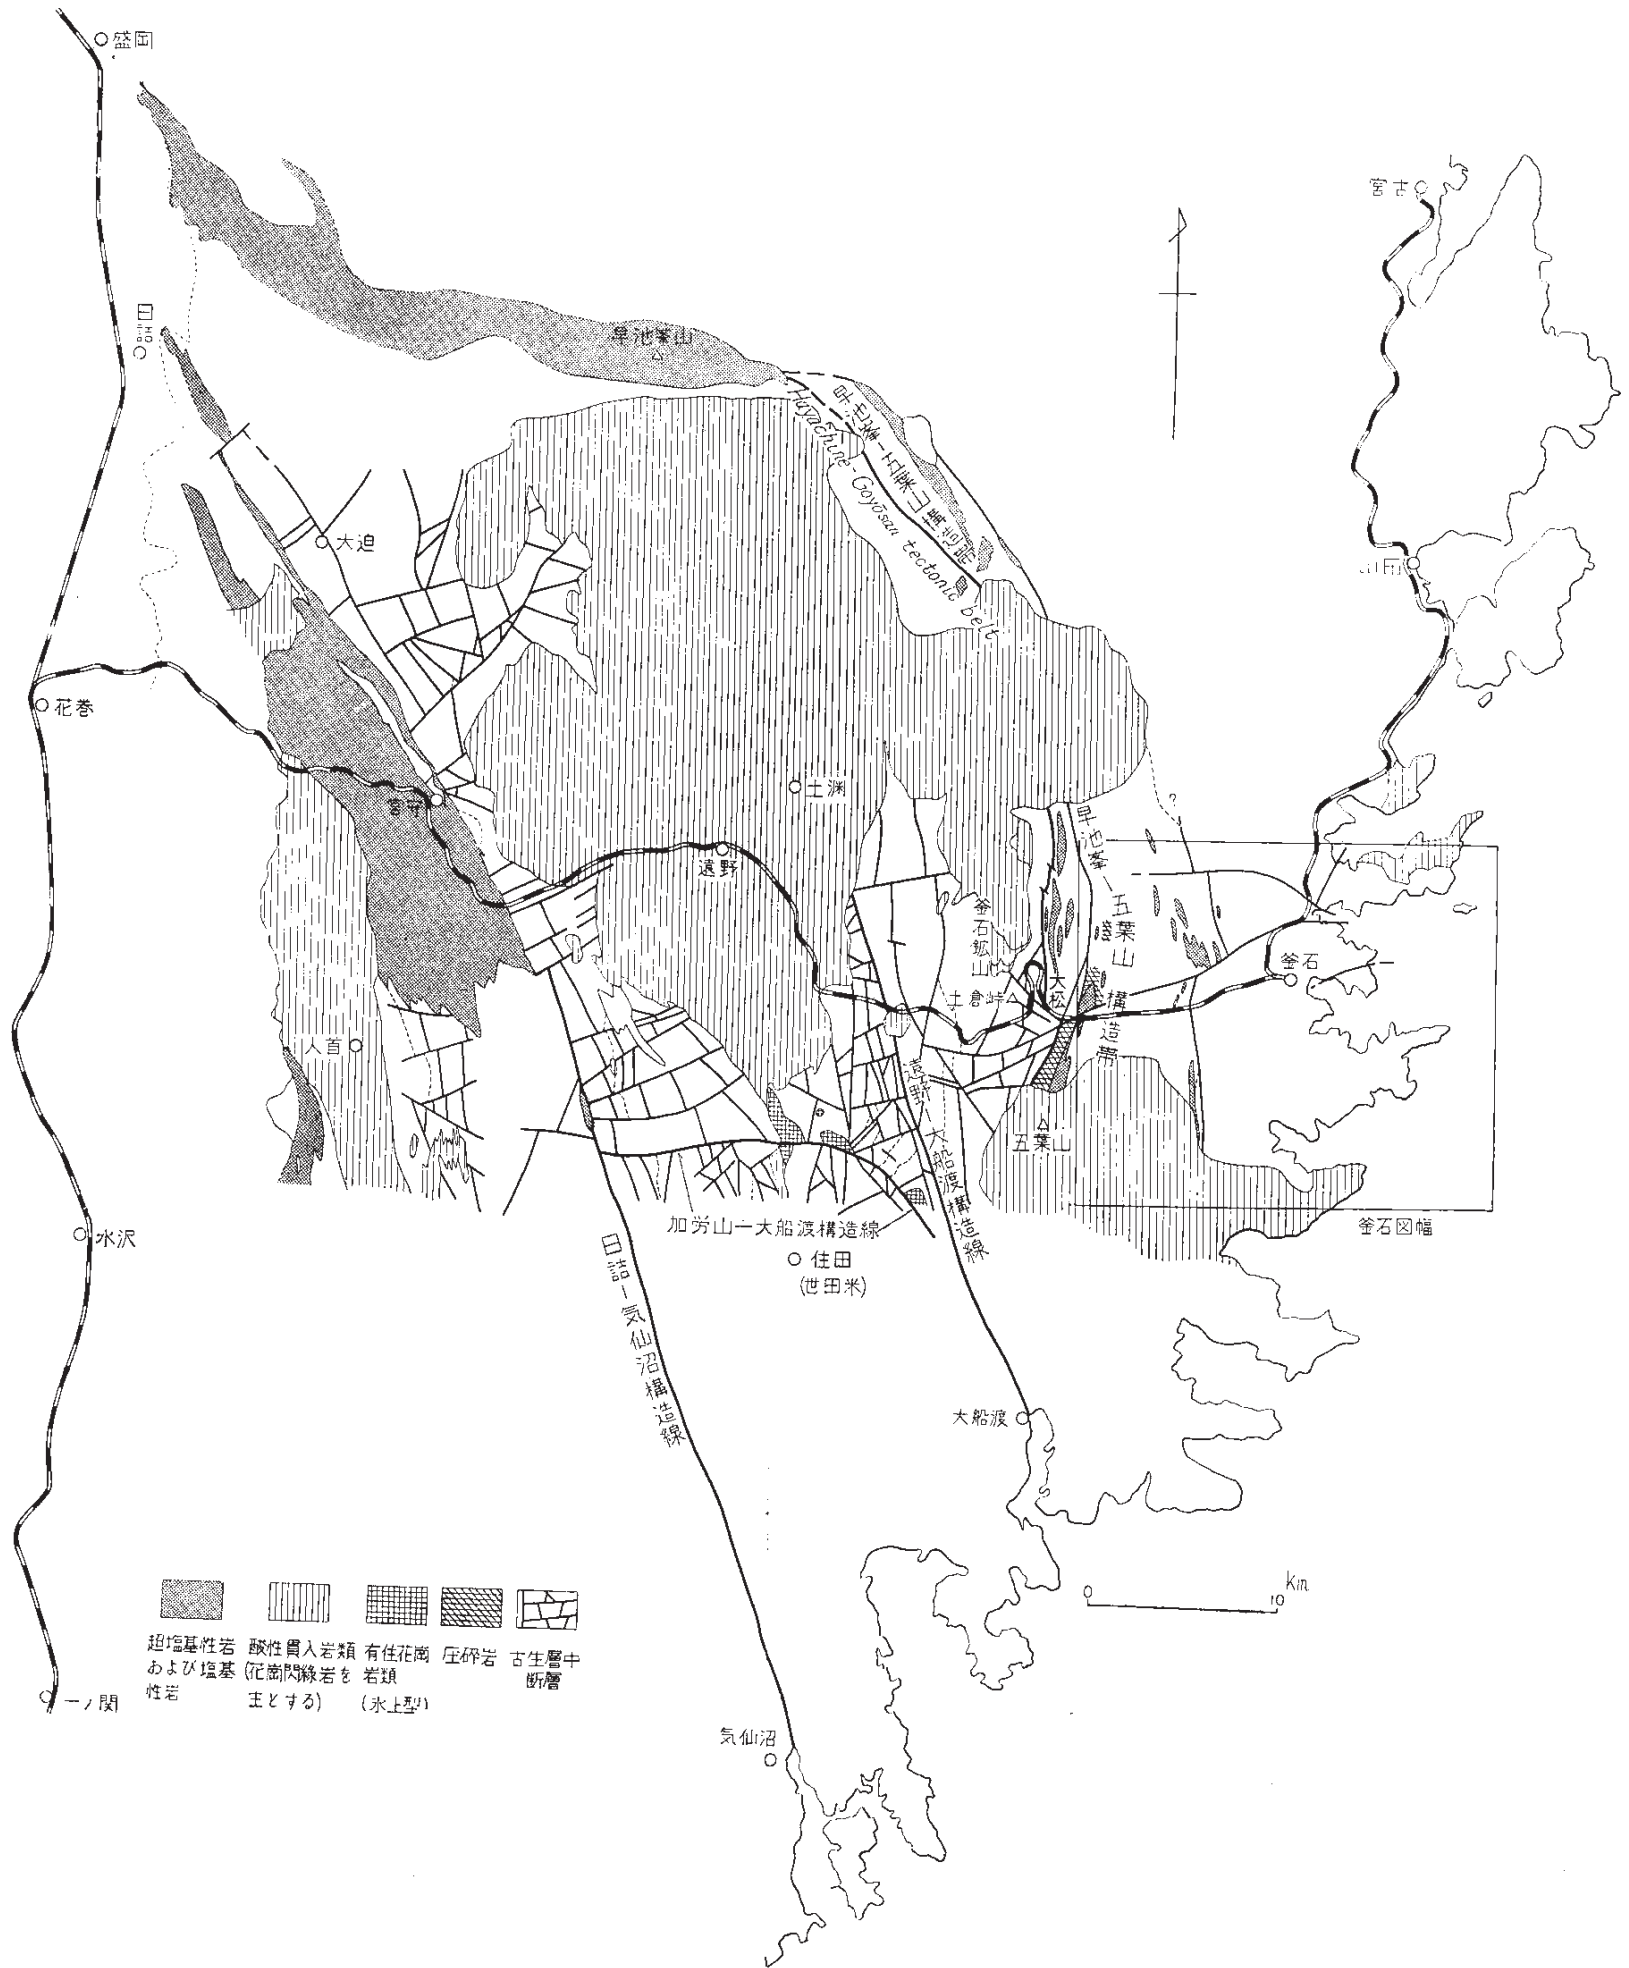 盛岡
宮古
日詰
早池峯山
早池峯－五葉山構造帯
Hayachine-Goyōsan tectonic belt
大迫
山田
花巻
土渊
宮守
遠野
早池峯－五葉山構造帯
釜石鉱山
釜石
土倉峠
大松
人首
遠野－大船渡構造線
五葉山
加労山－大船渡構造線
釜石図幅
水沢
住田
(世田米)
日詰－気仙沼構造線
大船渡
0
10
Km
超塩基性岩
および塩基
性岩
酸性貫入岩類
(花崗閃緑岩を
主とする)
有住花崗
岩類
(氷上型)
圧砕岩
古生層中
断層
一ノ関
気仙沼
?